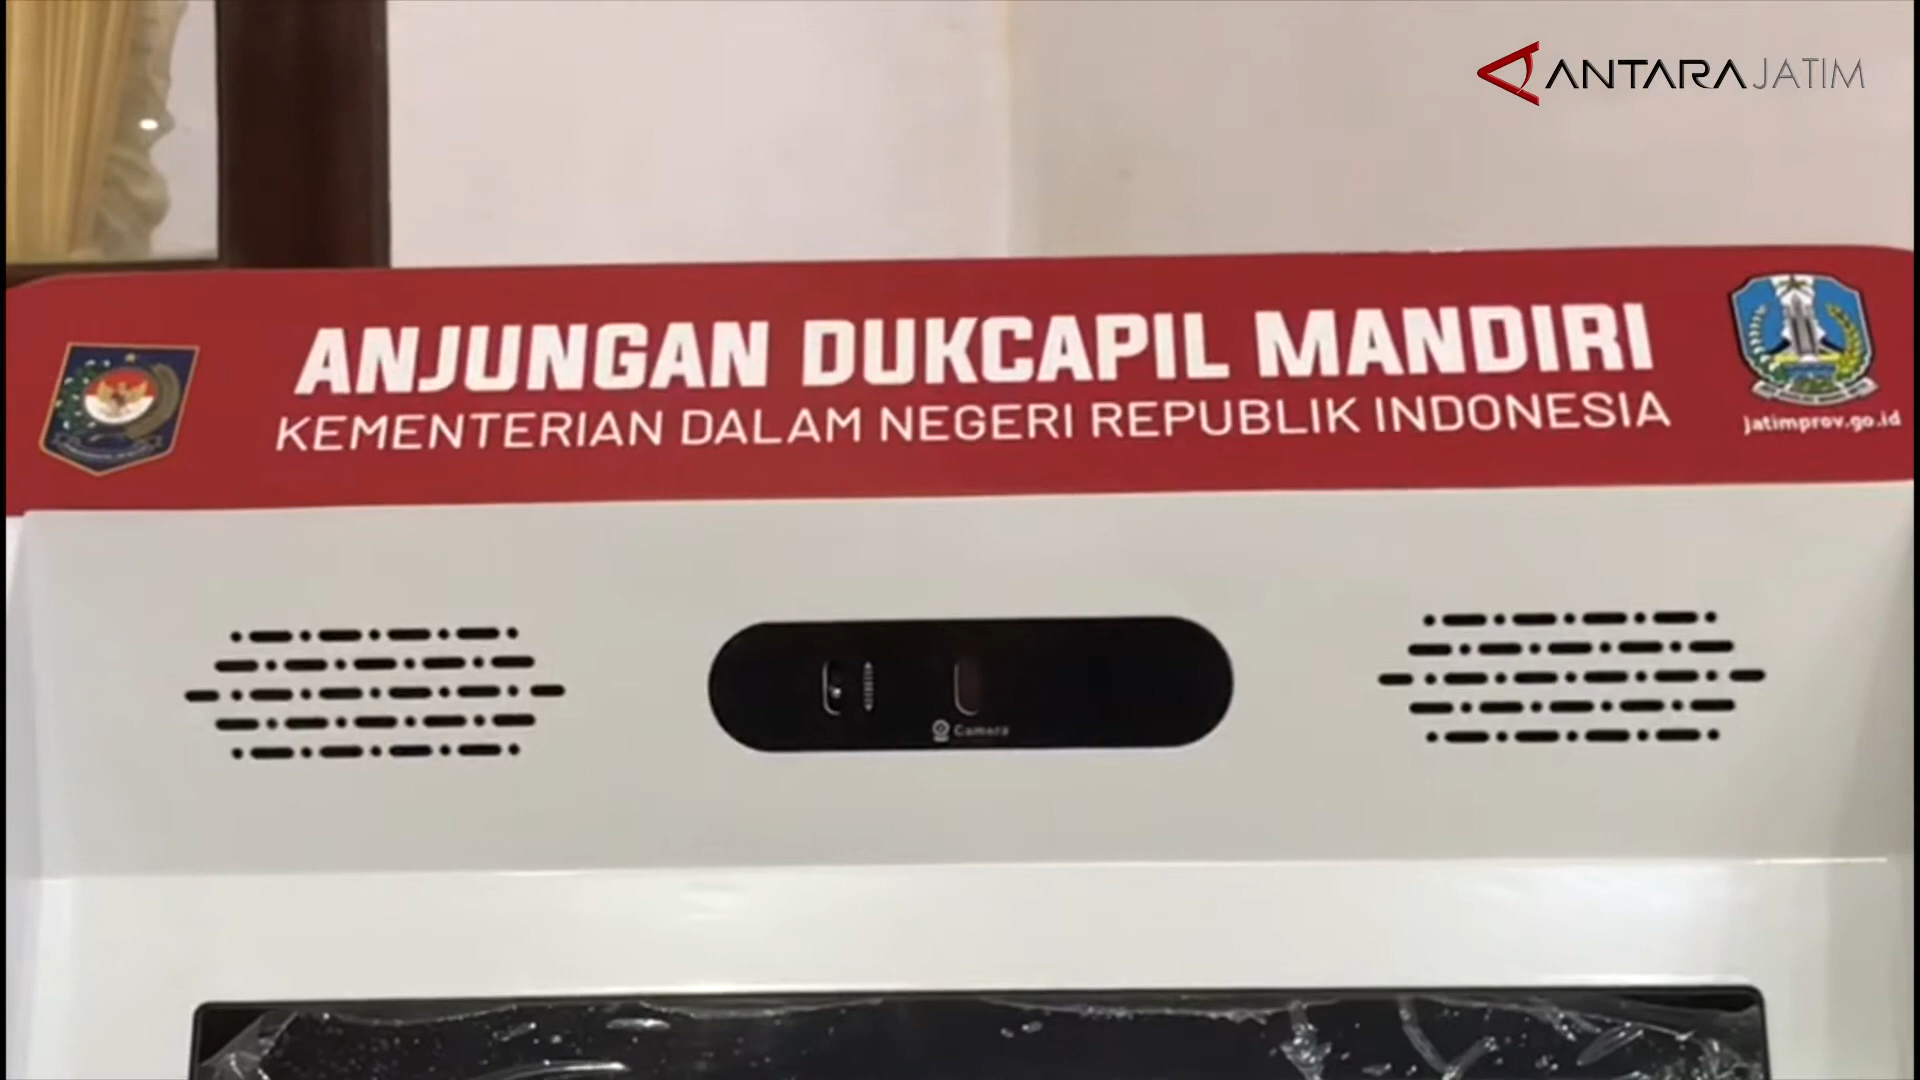 ANTARA JATIM
ANJUNGAN DUKCAPIL MANDIRI
KEMENTERIAN DALAM NEGERI REPUBLIK INDONESIA
jatimprov.go.id
Camera